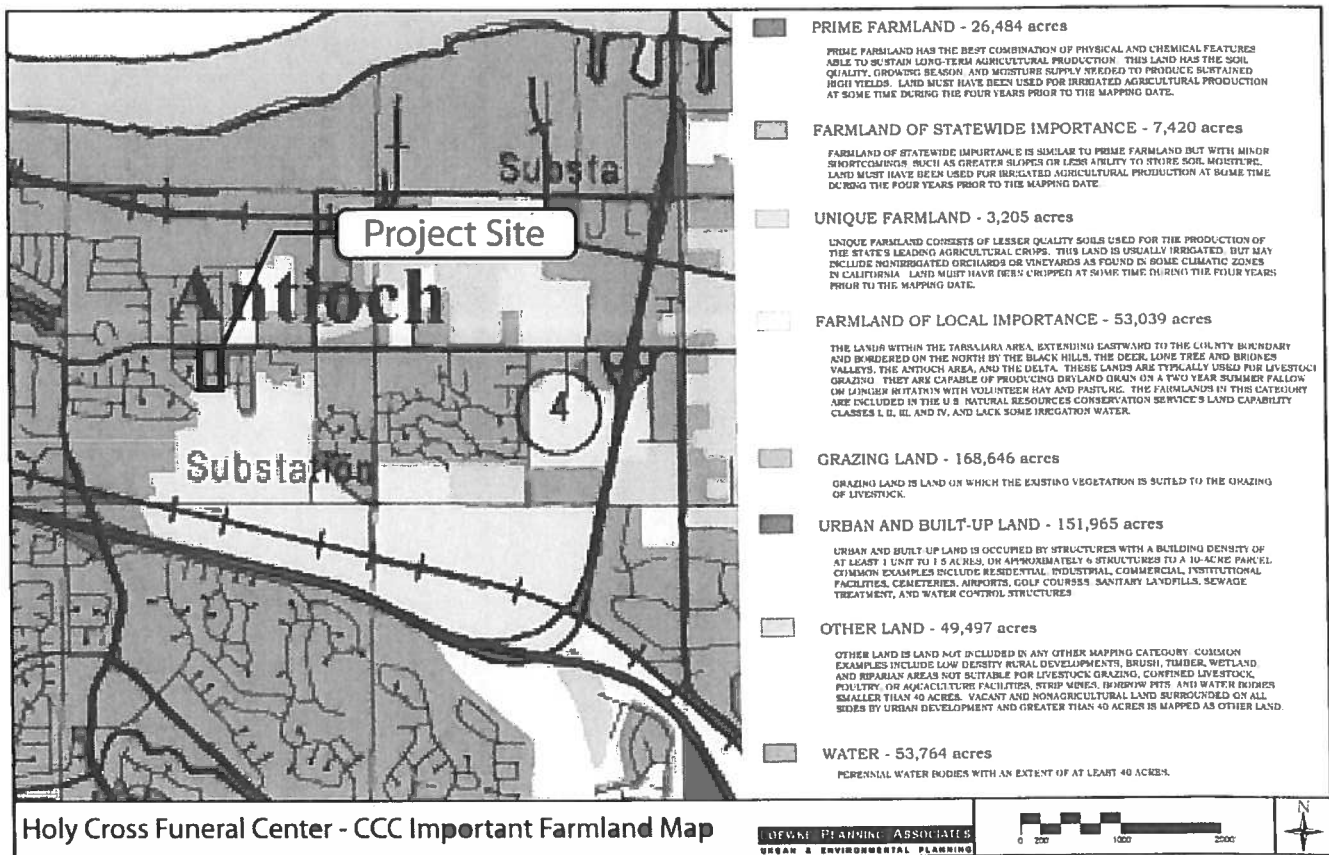 Substa
Project Site
Antioch
4
Substation
PRIME FARMLAND - 26,484 acres
PRIME FARMLAND HAS THE BEST COMBINATION OF PHYSICAL AND CHEMICAL FEATURES
ABLE TO SUSTAIN LONG-TERM AGRICULTURAL PRODUCTION. THIS LAND HAS THE SOIL
QUALITY, GROWING SEASON, AND MOISTURE SUPPLY NEEDED TO PRODUCE SUSTAINED
HIGH YIELDS. LAND MUST HAVE BEEN USED FOR IRRIGATED AGRICULTURAL PRODUCTION
AT SOME TIME DURING THE FOUR YEARS PRIOR TO THE MAPPING DATE.
FARMLAND OF STATEWIDE IMPORTANCE - 7,420 acres
FARMLAND OF STATEWIDE IMPORTANCE IS SIMILAR TO PRIME FARMLAND BUT WITH MINOR
SHORTCOMINGS, SUCH AS GREATER SLOPES OR LESS ABILITY TO STORE SOIL MOISTURE.
LAND MUST HAVE BEEN USED FOR IRRIGATED AGRICULTURAL PRODUCTION AT SOME TIME
DURING THE FOUR YEARS PRIOR TO THE MAPPING DATE.
UNIQUE FARMLAND - 3,205 acres
UNIQUE FARMLAND CONSISTS OF LESSER QUALITY SOILS USED FOR THE PRODUCTION OF
THE STATE'S LEADING AGRICULTURAL CROPS. THIS LAND IS USUALLY IRRIGATED, BUT MAY
INCLUDE NONIRRIGATED ORCHARDS OR VINEYARDS AS FOUND IN SOME CLIMATIC ZONES
IN CALIFORNIA. LAND MUST HAVE BEEN CROPPED AT SOME TIME DURING THE FOUR YEARS
PRIOR TO THE MAPPING DATE.
FARMLAND OF LOCAL IMPORTANCE - 53,039 acres
THE LANDS WITHIN THE TASSAJARA AREA, EXTENDING EASTWARD TO THE COUNTY BOUNDARY
AND BORDERED ON THE NORTH BY THE BLACK HILLS, THE DEER, LONE TREE AND BRIONES
VALLEYS, THE ANTIOCH AREA, AND THE DELTA. THESE LANDS ARE TYPICALLY USED FOR LIVESTOCK
GRAZING. THEY ARE CAPABLE OF PRODUCING DRYLAND GRAIN ON A TWO YEAR SUMMER FALLOW
OR LONGER ROTATION WITH VOLUNTEER HAY AND PASTURE. THE FARMLANDS IN THIS CATEGORY
ARE INCLUDED IN THE U.S. NATURAL RESOURCES CONSERVATION SERVICE'S LAND CAPABILITY
CLASSES I, II, III, AND IV, AND LACK SOME IRRIGATION WATER.
GRAZING LAND - 168,646 acres
GRAZING LAND IS LAND ON WHICH THE EXISTING VEGETATION IS SUITED TO THE GRAZING
OF LIVESTOCK.
URBAN AND BUILT-UP LAND - 151,965 acres
URBAN AND BUILT-UP LAND IS OCCUPIED BY STRUCTURES WITH A BUILDING DENSITY OF
AT LEAST 1 UNIT TO 1.5 ACRES, OR APPROXIMATELY 6 STRUCTURES TO A 10-ACRE PARCEL.
COMMON EXAMPLES INCLUDE RESIDENTIAL, INDUSTRIAL, COMMERCIAL, INSTITUTIONAL
FACILITIES, CEMETERIES, AIRPORTS, GOLF COURSES, SANITARY LANDFILLS, SEWAGE
TREATMENT, AND WATER CONTROL STRUCTURES
OTHER LAND - 49,497 acres
OTHER LAND IS LAND NOT INCLUDED IN ANY OTHER MAPPING CATEGORY. COMMON
EXAMPLES INCLUDE LOW DENSITY RURAL DEVELOPMENTS, BRUSH, TIMBER, WETLAND,
AND RIPARIAN AREAS NOT SUITABLE FOR LIVESTOCK GRAZING, CONFINED LIVESTOCK,
POULTRY, OR AQUACULTURE FACILITIES, STRIP MINES, BORROW PITS, AND WATER BODIES
SMALLER THAN 40 ACRES. VACANT AND NONAGRICULTURAL LAND SURROUNDED ON ALL
SIDES BY URBAN DEVELOPMENT AND GREATER THAN 40 ACRES IS MAPPED AS OTHER LAND.
WATER - 53,764 acres
PERENNIAL WATER BODIES WITH AN EXTENT OF AT LEAST 40 ACRES.
Holy Cross Funeral Center - CCC Important Farmland Map
LOEWKE PLANNING ASSOCIATES
URBAN & ENVIRONMENTAL PLANNING
0 200 1000 2000
N